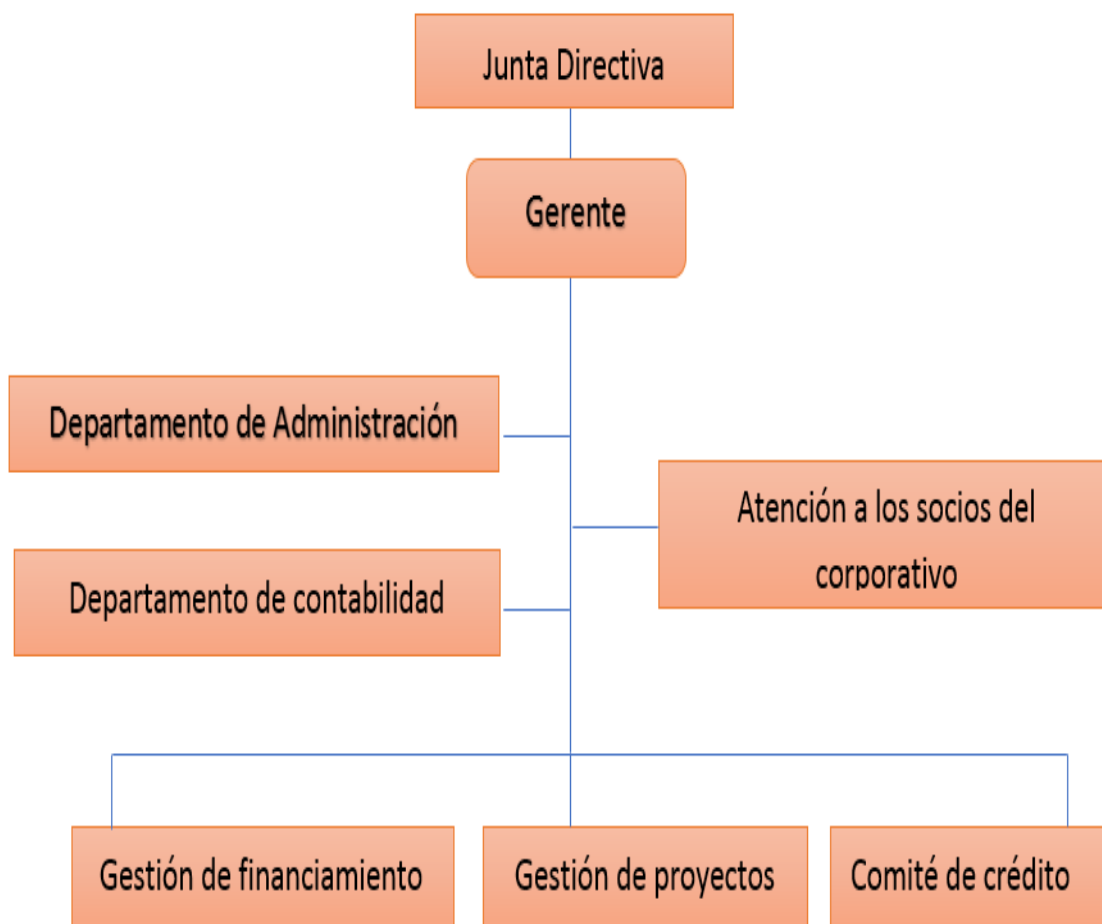 Junta Directiva
Gerente
Departamento de Administración
Atención a los socios del
corporativo
Departamento de contabilidad
Gestión de financiamiento
Gestión de proyectos
Comité de crédito